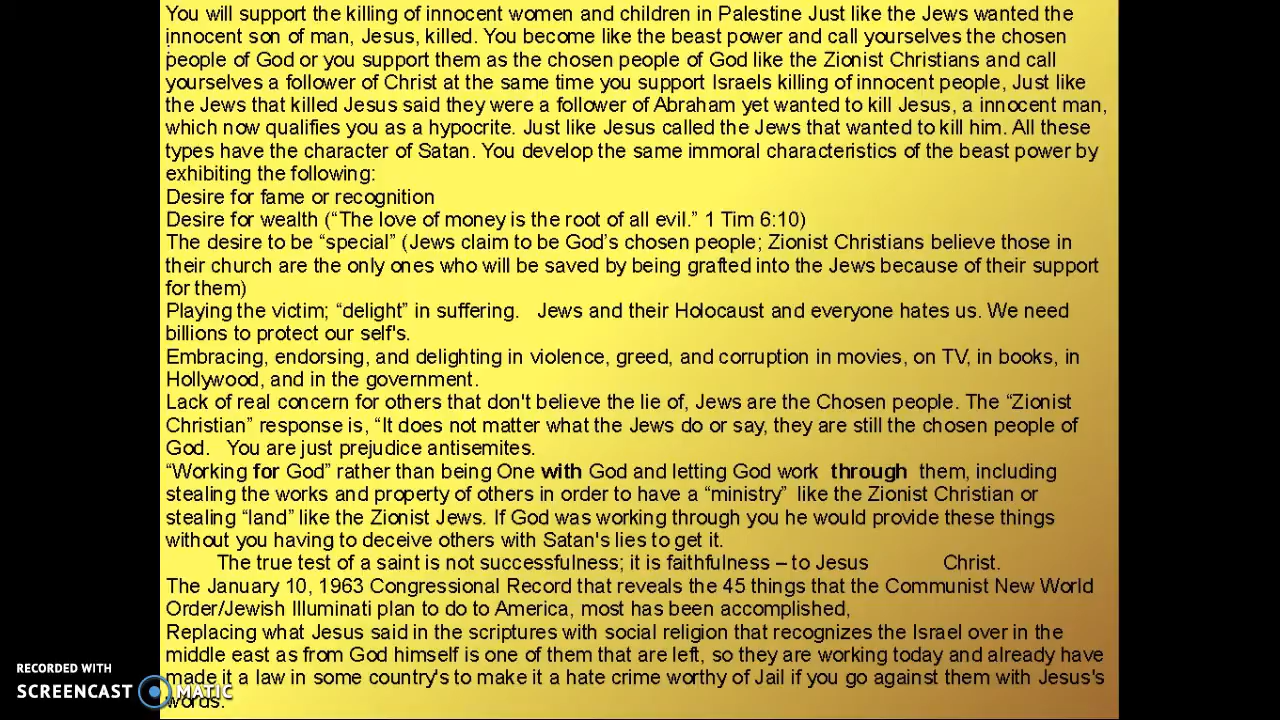 You will support the killing of innocent women and children in Palestine Just like the Jews wanted the
innocent son of man, Jesus, killed. You become like the beast power and call yourselves the chosen
people of God or you support them as the chosen people of God like the Zionist Christians and call
yourselves a follower of Christ at the same time you support Israels killing of innocent people, Just like
the Jews that killed Jesus said they were a follower of Abraham yet wanted to kill Jesus, a innocent man,
which now qualifies you as a hypocrite. Just like Jesus called the Jews that wanted to kill him. All these
types have the character of Satan. You develop the same immoral characteristics of the beast power by
exhibiting the following:
Desire for fame or recognition
Desire for wealth (“The love of money is the root of all evil.” 1 Tim 6:10)
The desire to be “special” (Jews claim to be God’s chosen people; Zionist Christians believe those in
their church are the only ones who will be saved by being grafted into the Jews because of their support
for them)
Playing the victim; “delight” in suffering. Jews and their Holocaust and everyone hates us. We need
billions to protect our self's.
Embracing, endorsing, and delighting in violence, greed, and corruption in movies, on TV, in books, in
Hollywood, and in the government.
Lack of real concern for others that don't believe the lie of, Jews are the Chosen people. The “Zionist
Christian” response is, “It does not matter what the Jews do or say, they are still the chosen people of
God. You are just prejudice antisemites.
“Working for God” rather than being One with God and letting God work through them, including
stealing the works and property of others in order to have a “ministry” like the Zionist Christian or
stealing “land” like the Zionist Jews. If God was working through you he would provide these things
without you having to deceive others with Satan's lies to get it.
The true test of a saint is not successfulness; it is faithfulness – to Jesus Christ.
The January 10, 1963 Congressional Record that reveals the 45 things that the Communist New World
Order/Jewish Illuminati plan to do to America, most has been accomplished,
Replacing what Jesus said in the scriptures with social religion that recognizes the Israel over in the
middle east as from God himself is one of them that are left, so they are working today and already have
made it a law in some country's to make it a hate crime worthy of Jail if you go against them with Jesus's
words.
RECORDED WITH
SCREENCAST MATIC